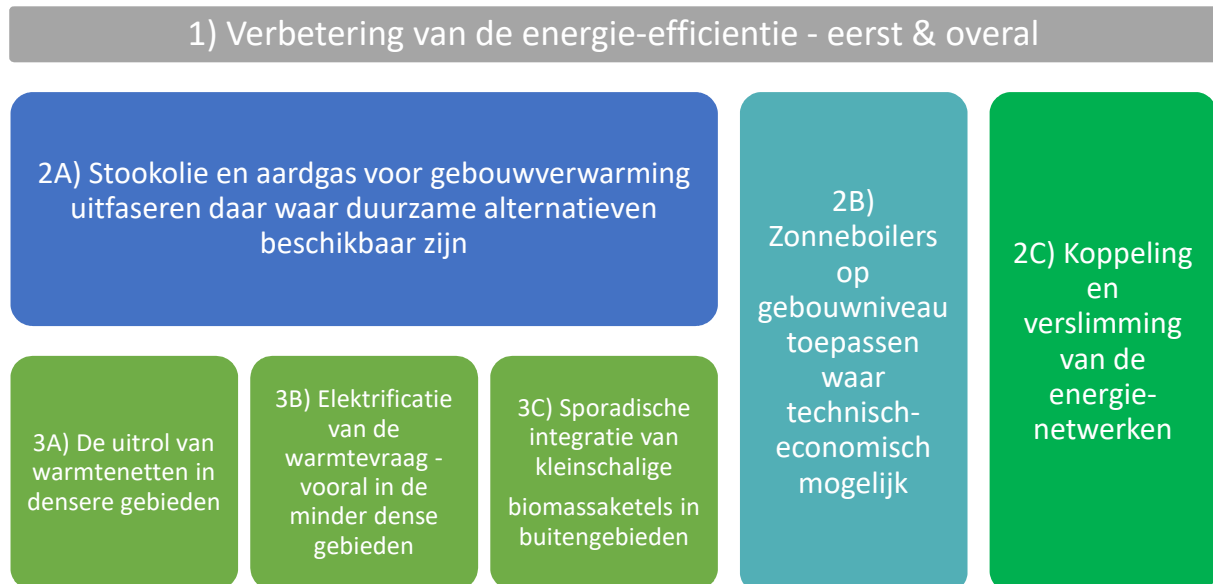 1) Verbetering van de energie-efficientie - eerst & overal
2A) Stookolie en aardgas voor gebouwverwarming
uitfaseren daar waar duurzame alternatieven
beschikbaar zijn
2B)
Zonneboilers
op
gebouwniveau
toepassen
waar
technisch-
economisch
mogelijk
2C) Koppeling
en
verslimming
van de
energie-
netwerken
3A) De uitrol van
warmtenetten in
densere gebieden
3B) Elektrificatie
van de
warmtevraag -
vooral in de
minder dense
gebieden
3C) Sporadische
integratie van
kleinschalige
biomassaketels in
buitengebieden